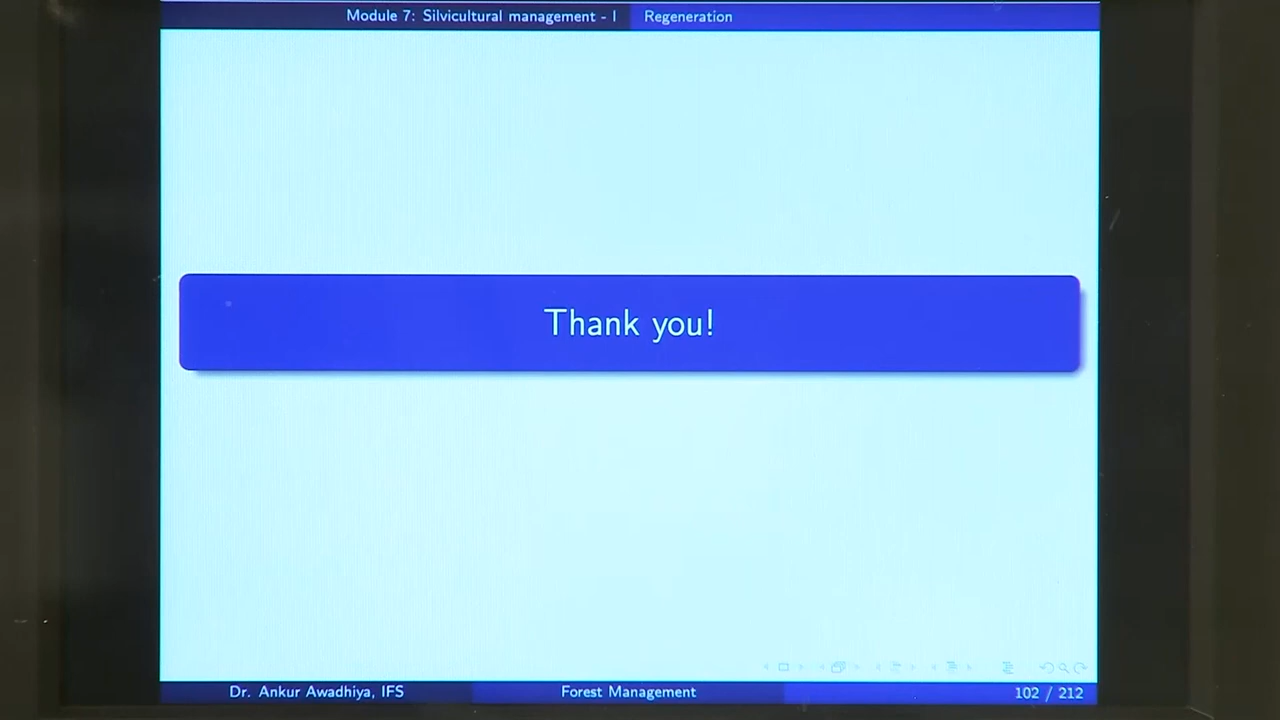 Module 7: Silvicultural management - I Regeneration
Thank you!
Dr. Ankur Awadhiya, IFS Forest Management 102 / 212